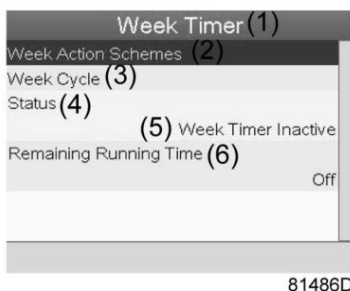 Week Timer (1)
Week Action Schemes (2)
Week Cycle (3)
Status (4)
(5) Week Timer Inactive
Remaining Running Time (6)
Off
81486D